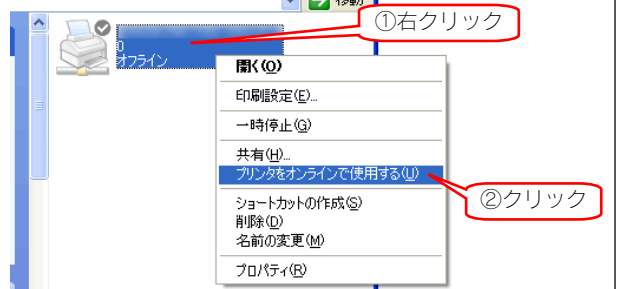 移動
①右クリック
0
オフライン
開く(O)
印刷設定(E)...
一時停止(G)
共有(H)...
プリンタをオンラインで使用する(U)
②クリック
ショートカットの作成(S)
削除(D)
名前の変更(M)
プロパティ(R)